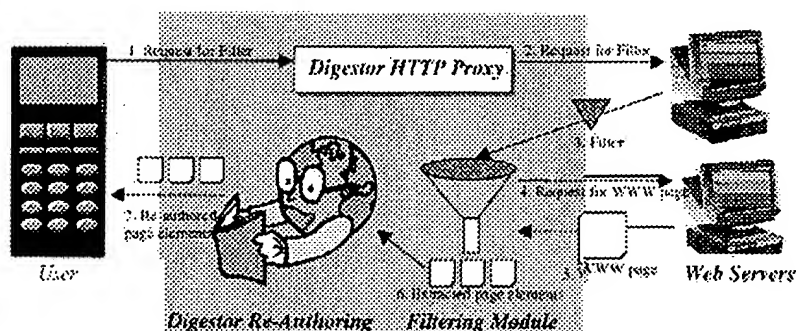 1. Request for Filter
Digestor HTTP Proxy
2. Request for Filter
3. Filter
4. Request for WWW page
7. Re-authored
page elements
5. WWW page
6. Extracted page elements
User
Web Servers
Digestor Re-Authoring
Filtering Module